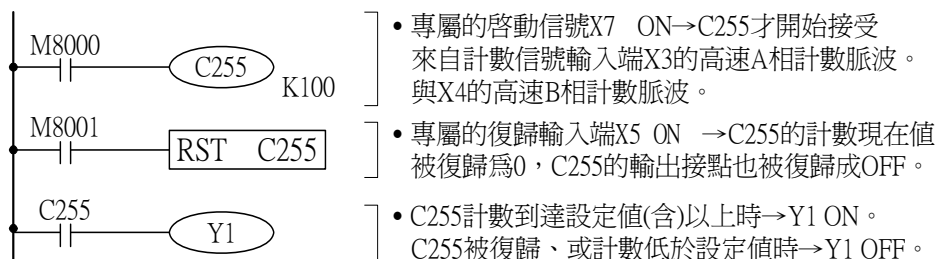 M8000
C255
K100
• 專屬的啓動信號X7 ON→C255才開始接受
來自計數信號輸入端X3的高速A相計數脈波。
與X4的高速B相計數脈波。
M8001
RST C255
• 專屬的復歸輸入端X5 ON →C255的計數現在値
被復歸爲0，C255的輸出接點也被復歸成OFF。
C255
Y1
• C255計數到達設定値(含)以上時→Y1 ON。
C255被復歸、或計數低於設定値時→Y1 OFF。